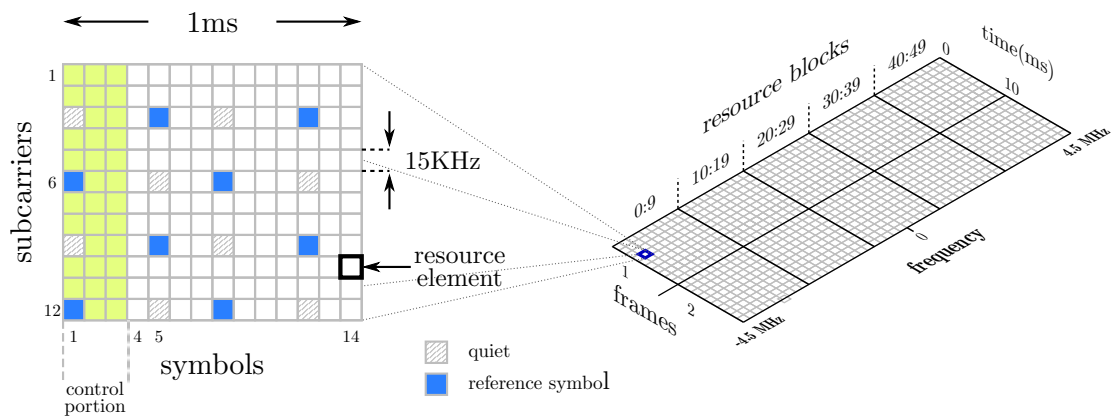 1ms
1
6
12
subcarriers
15KHz
resource
element
1
4
5
14
symbols
control
portion
quiet
reference symbol
resource blocks
0:9
10:19
20:29
30:39
40:49
0
time(ms)
10
4.5 MHz
0
frequency
-4.5 MHz
1
2
frames